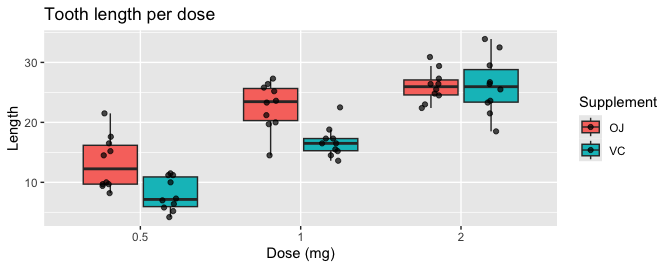 Tooth length per dose
30
20
10
Length
0.5
1
2
Dose (mg)
Supplement
OJ
VC